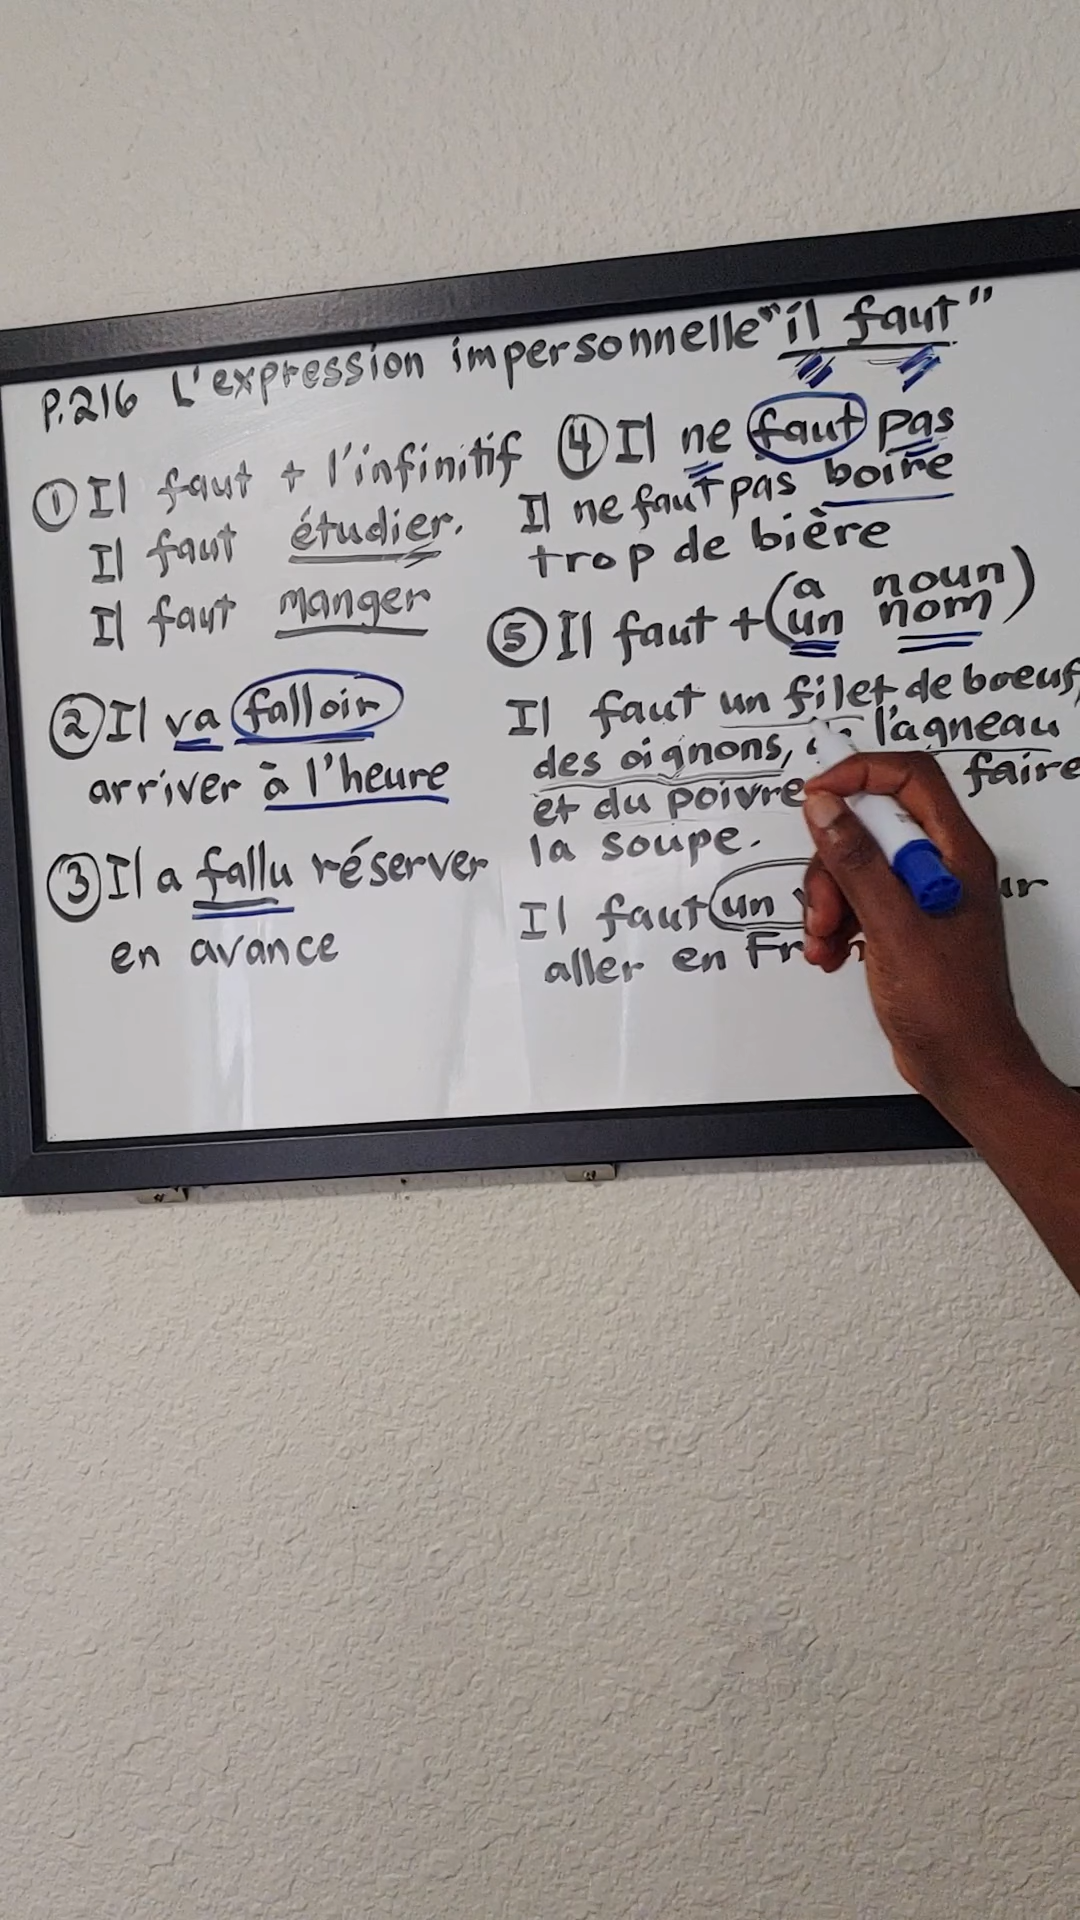 P.216 L'expression impersonnelle "il faut"
① Il faut + l'infinitif
Il faut étudier.
Il faut manger
② Il va falloir
arriver à l'heure
③ Il a fallu réserver
en avance
④ Il ne faut pas
Il ne faut pas boire
trop de bière
⑤ Il faut + (a noun
un nom)
Il faut un filet de boeuf,
des oignons, l'agneau
et du poivre faire
la soupe.
Il faut un
aller en